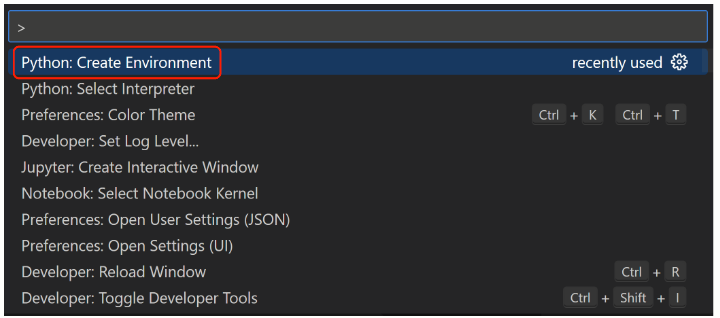 >
Python: Create Environment recently used
Python: Select Interpreter
Preferences: Color Theme Ctrl + K Ctrl + T
Developer: Set Log Level...
Jupyter: Create Interactive Window
Notebook: Select Notebook Kernel
Preferences: Open User Settings (JSON)
Preferences: Open Settings (UI)
Developer: Reload Window Ctrl + R
Developer: Toggle Developer Tools Ctrl + Shift + I